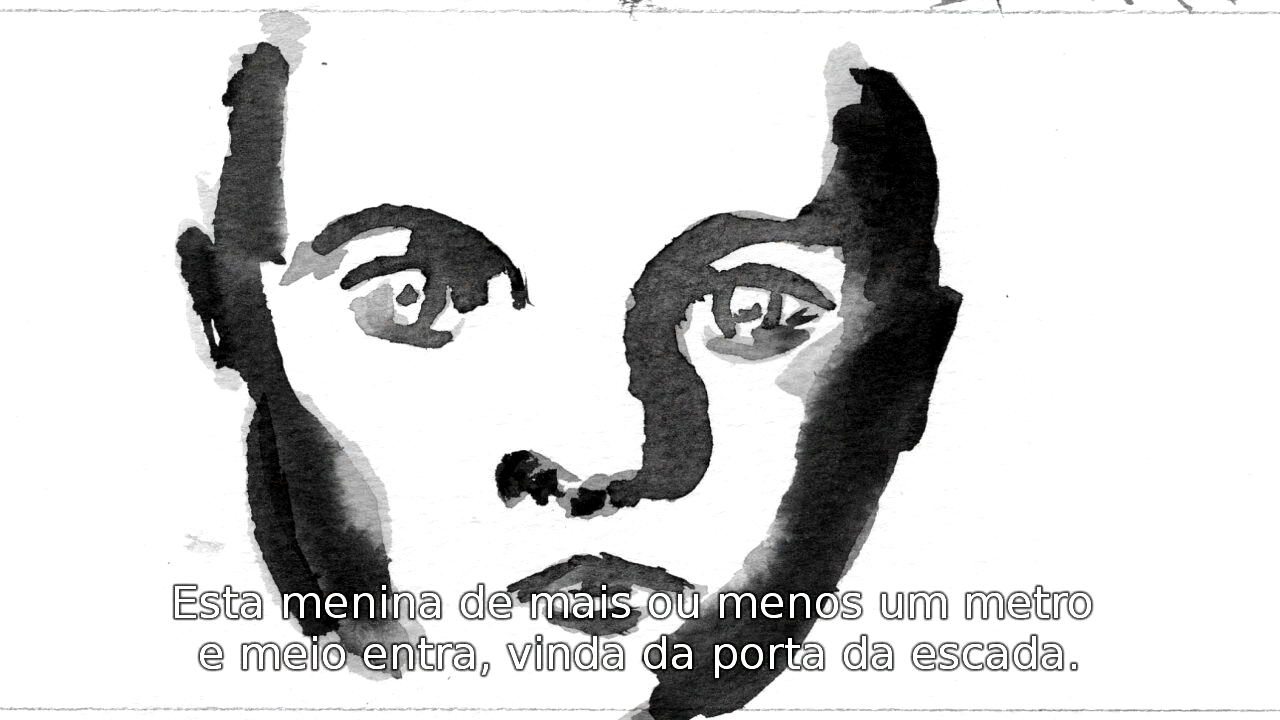 Esta menina de mais ou menos um metro
e meio entra, vinda da porta da escada.